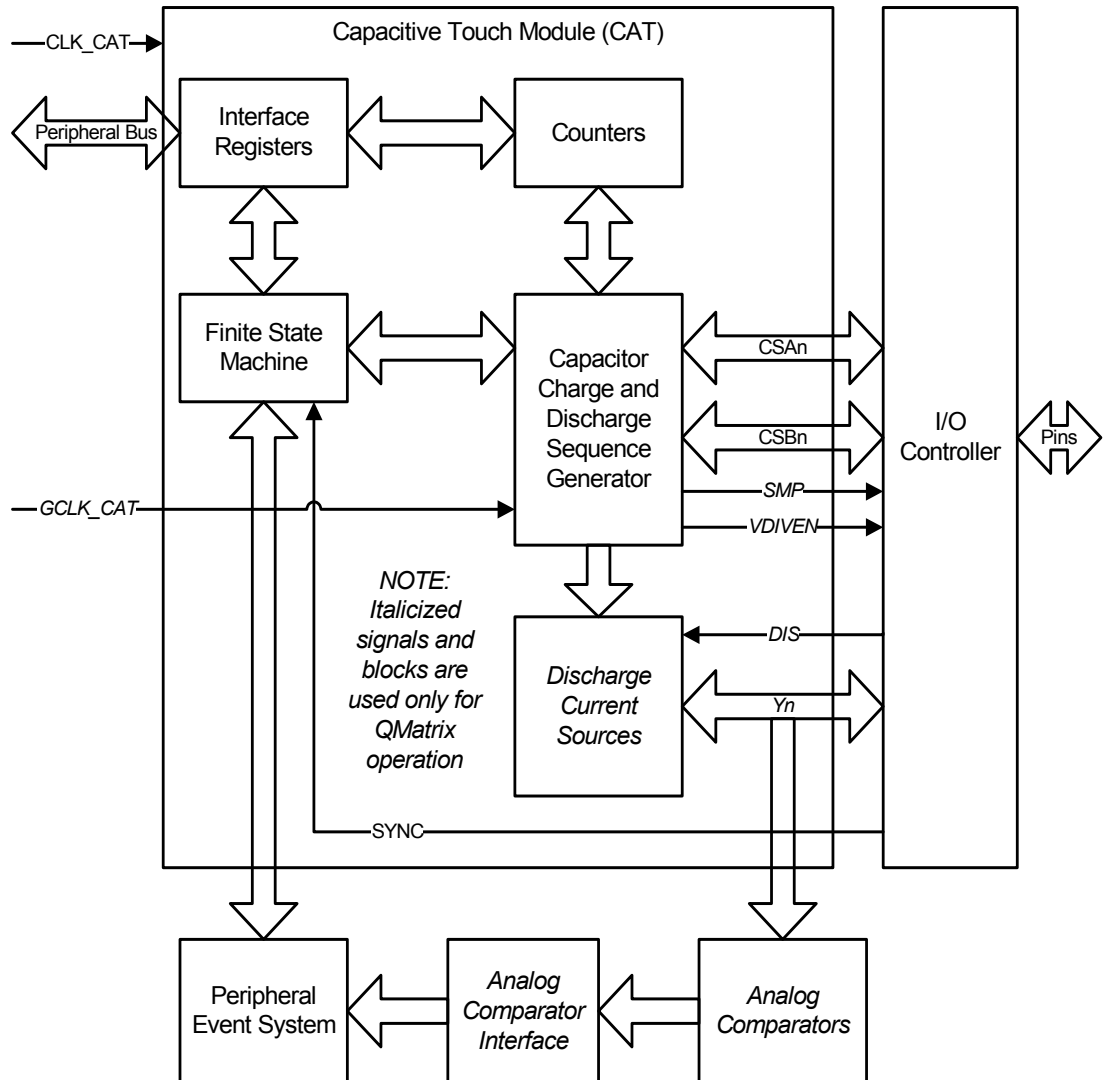 Capacitive Touch Module (CAT)
CLK_CAT
Peripheral Bus
Interface
Registers
Counters
Finite State
Machine
Capacitor
Charge and
Discharge
Sequence
Generator
CSAn
CSBn
SMP
VDIVEN
I/O
Controller
Pins
GCLK_CAT
NOTE:
Italicized
signals and
blocks are
used only for
QMatrix
operation
Discharge
Current
Sources
DIS
Yn
SYNC
Peripheral
Event System
Analog
Comparator
Interface
Analog
Comparators